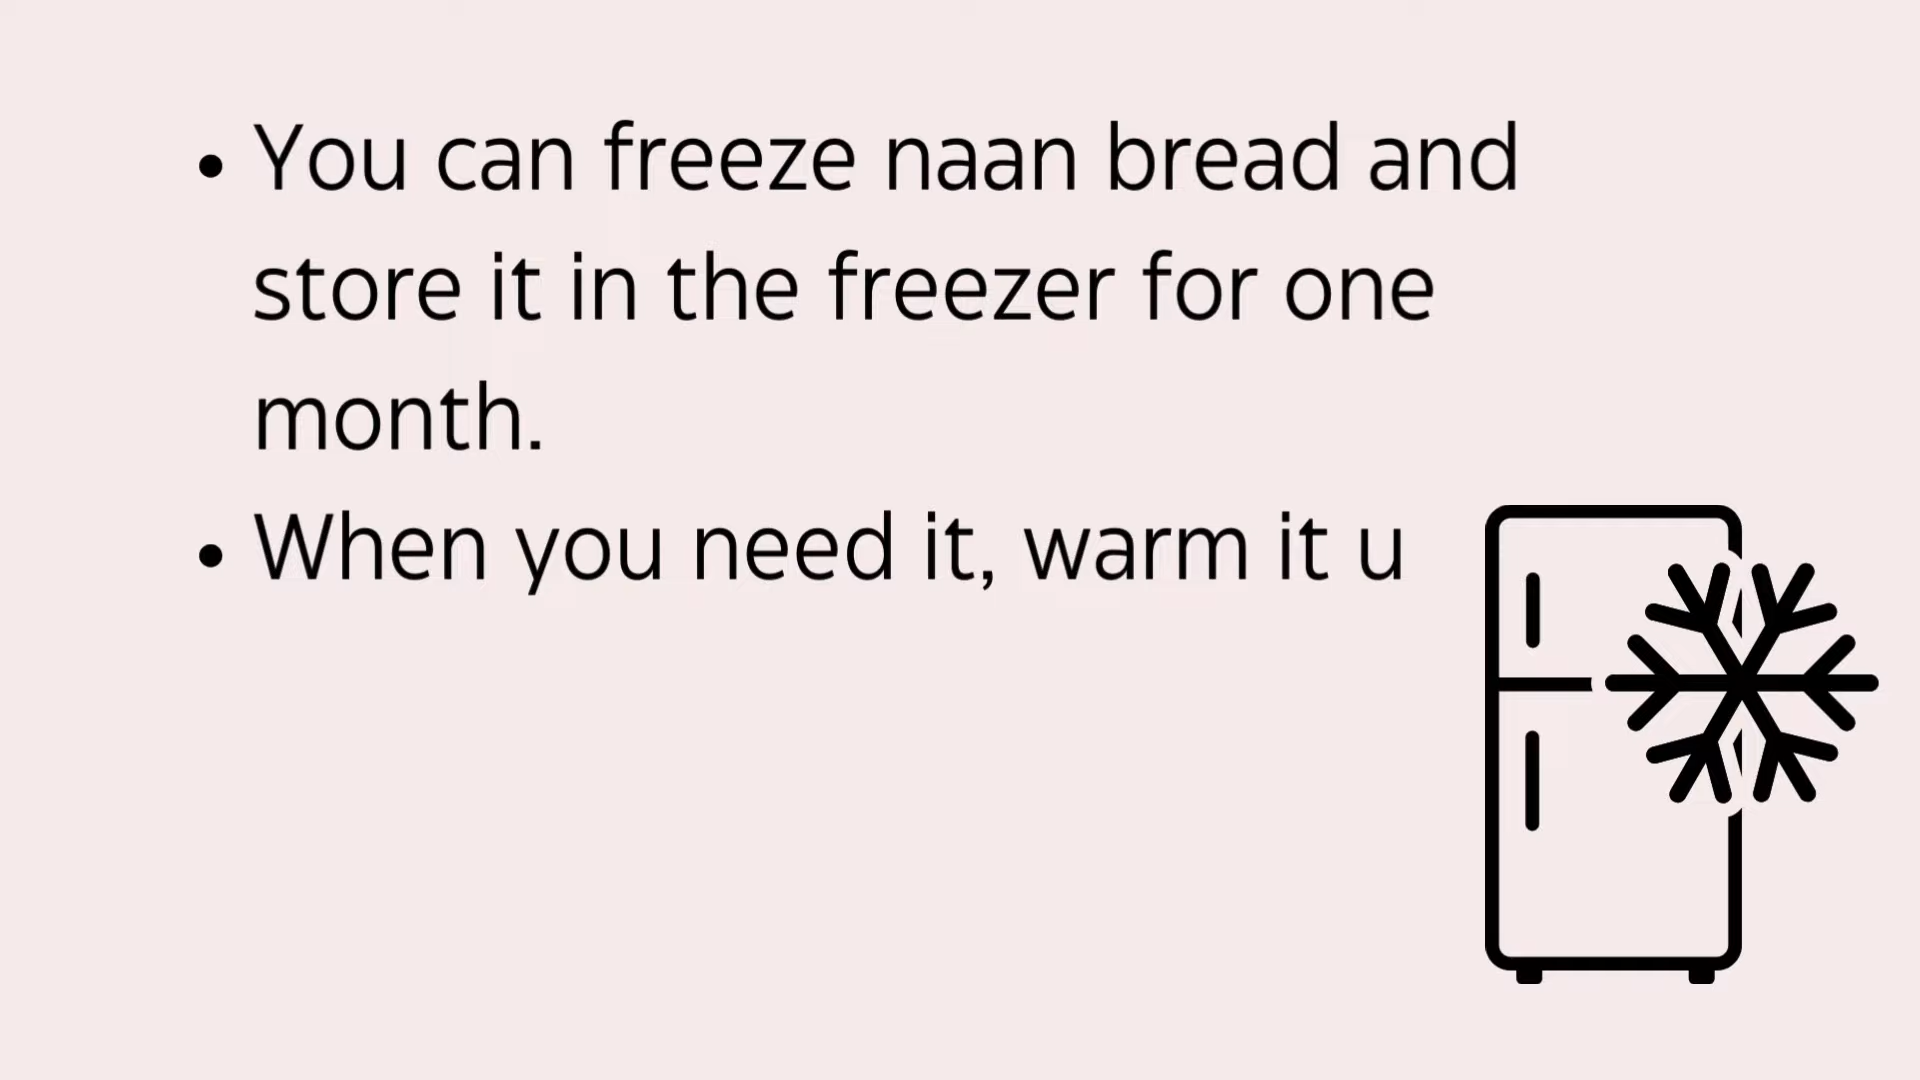 • You can freeze naan bread and
store it in the freezer for one
month.
• When you need it, warm it u